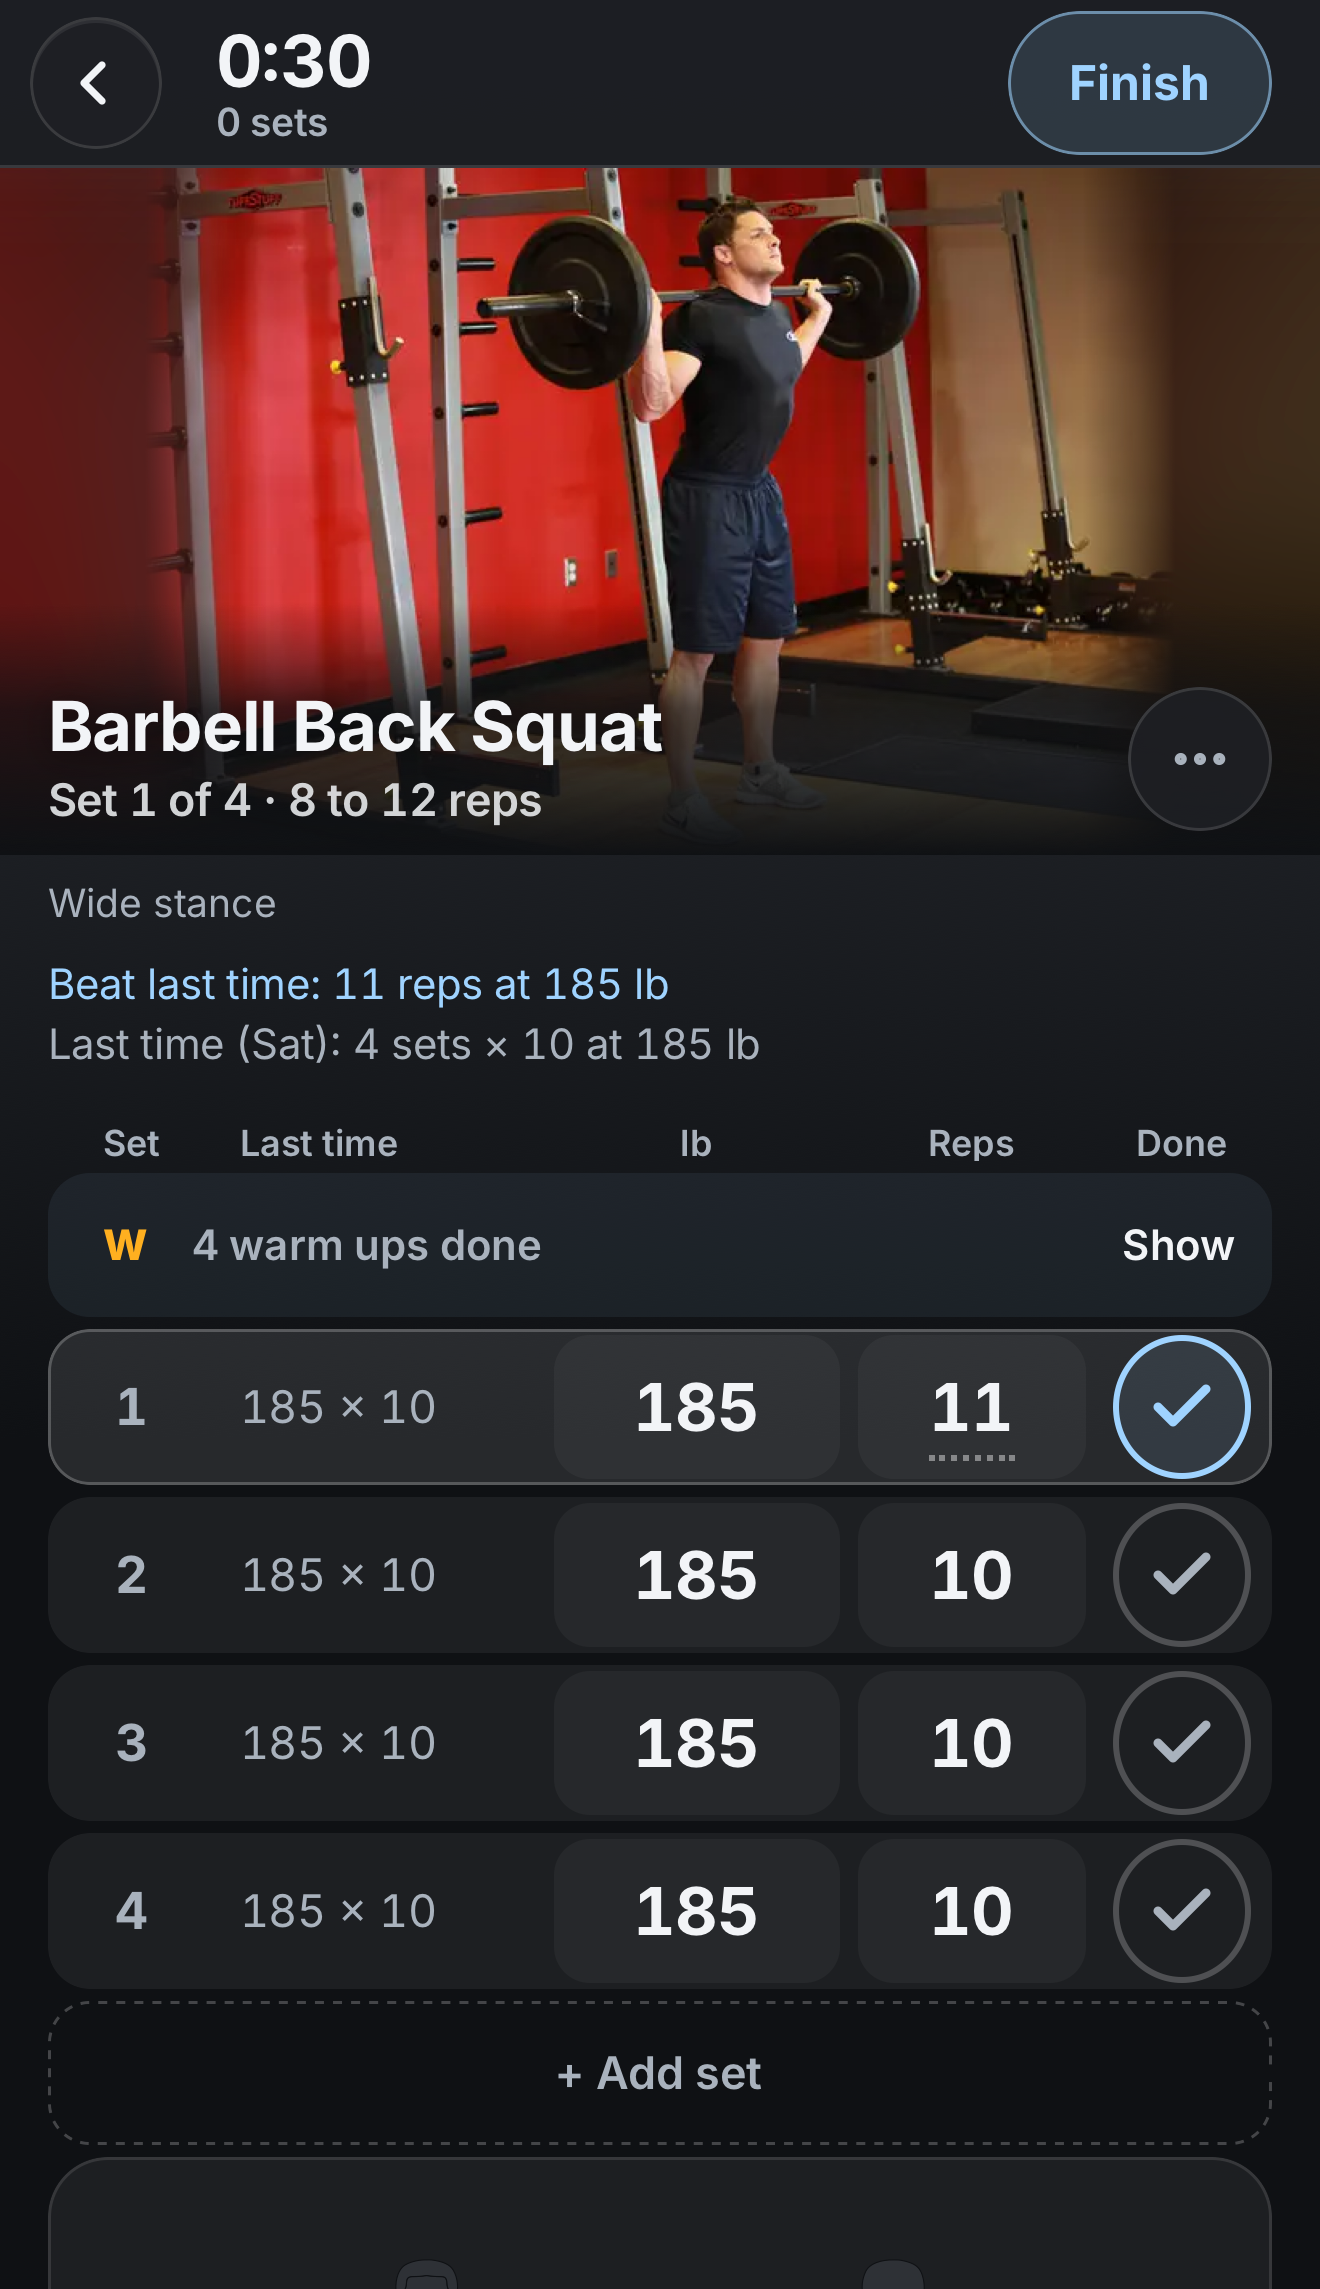 0:30
0 sets
Finish
TUFFSTUFF
TUFFSTUFF
Barbell Back Squat
Set 1 of 4 · 8 to 12 reps
Wide stance
Beat last time: 11 reps at 185 lb
Last time (Sat): 4 sets × 10 at 185 lb
Set Last time lb Reps Done
W 4 warm ups done Show
1 185 × 10 185 11
2 185 × 10 185 10
3 185 × 10 185 10
4 185 × 10 185 10
+ Add set